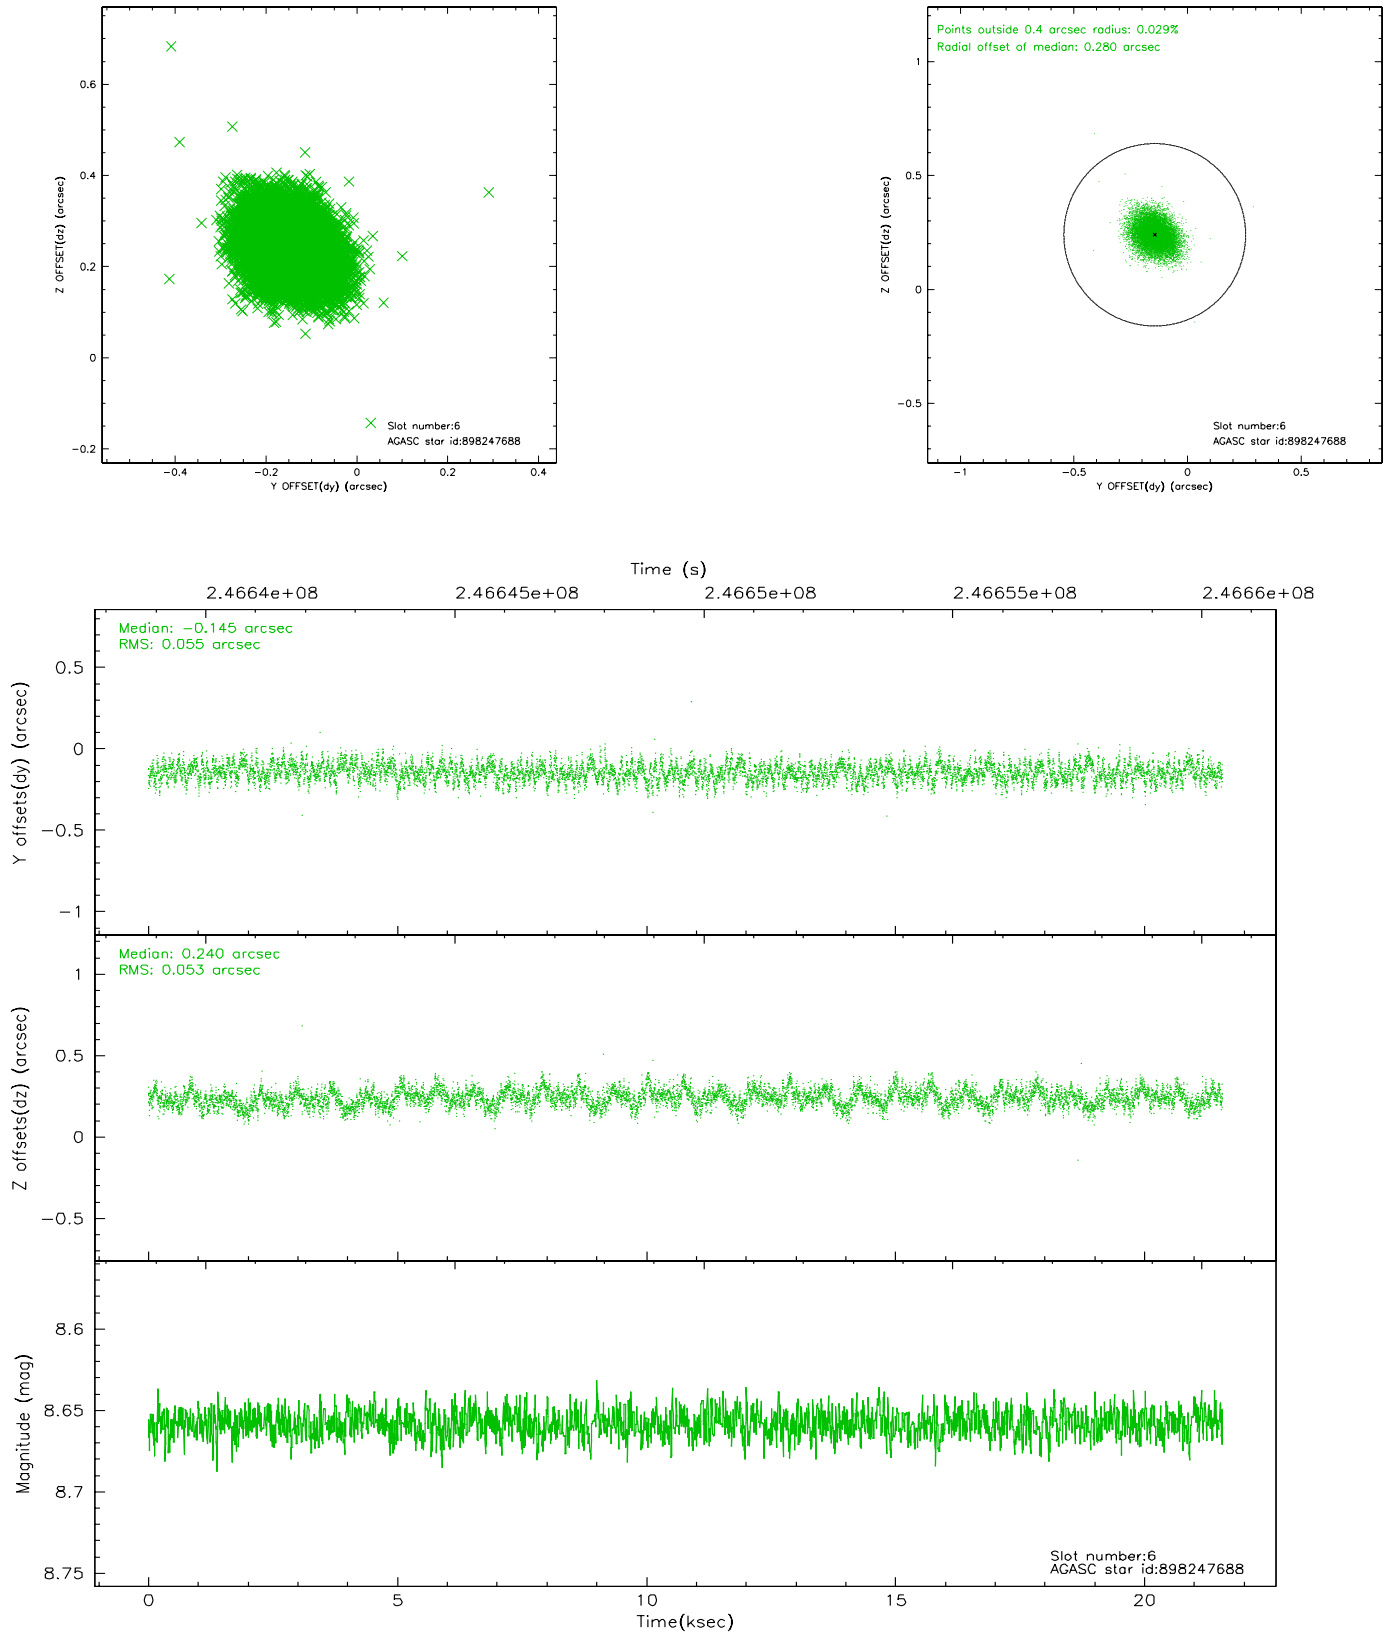 0.6
0.4
0.2
0
−0.2
−0.4
−0.2
0
0.2
0.4
Z OFFSET(dz) (arcsec)
Y OFFSET(dy) (arcsec)
Slot number:6
AGASC star id:898247688
Points outside 0.4 arcsec radius: 0.029%
Radial offset of median: 0.280 arcsec
1
0.5
0
−0.5
−1
−0.5
0
0.5
Z OFFSET(dz) (arcsec)
Y OFFSET(dy) (arcsec)
Slot number:6
AGASC star id:898247688
Time (s)
2.4664e+08
2.46645e+08
2.4665e+08
2.46655e+08
2.4666e+08
Median: −0.145 arcsec
RMS: 0.055 arcsec
0.5
0
−0.5
−1
Y offsets(dy) (arcsec)
Median: 0.240 arcsec
RMS: 0.053 arcsec
1
0.5
0
−0.5
Z offsets(dz) (arcsec)
8.6
8.65
8.7
8.75
Magnitude (mag)
Slot number:6
AGASC star id:898247688
0
5
10
15
20
Time(ksec)